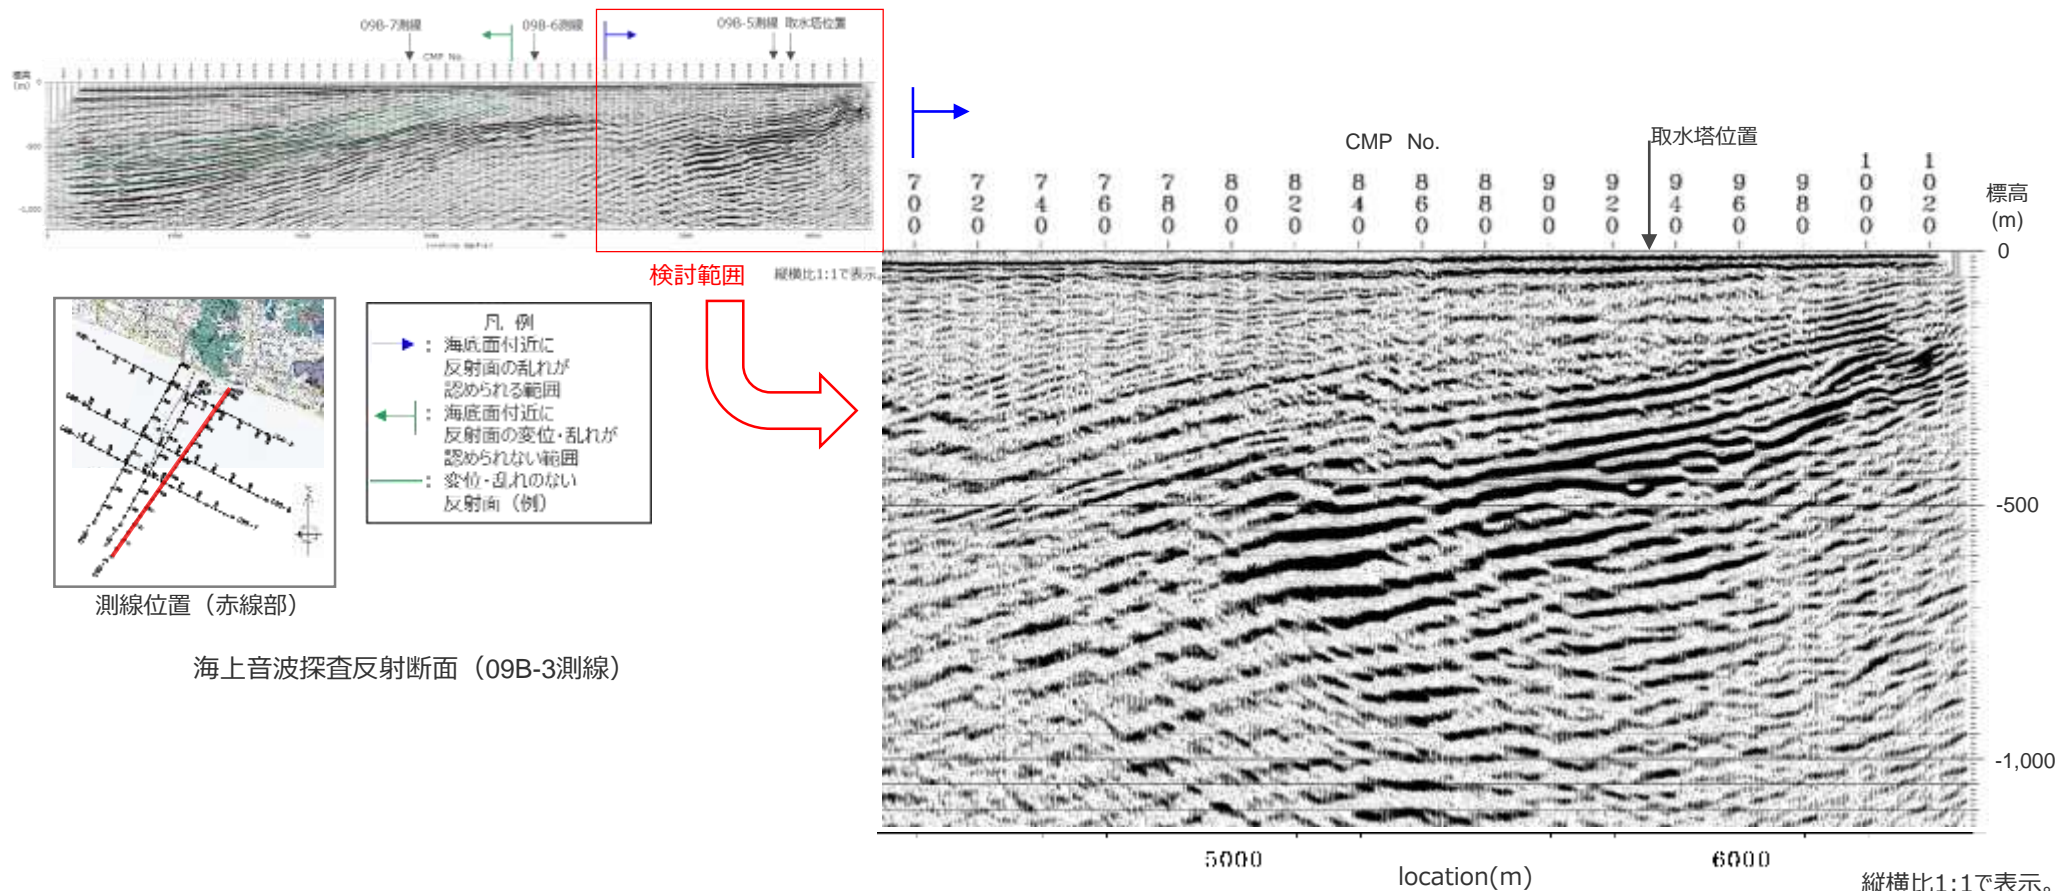 09B-7測線
09B-6測線
09B-5測線 取水塔位置
CMP No.
標高
(m)
0
-500
-1,000
検討範囲
縦横比1:1で表示。
凡 例
: 海底面付近に
反射面の乱れが
認められる範囲
: 海底面付近に
反射面の変位・乱れが
認められない範囲
: 変位・乱れのない
反射面（例）
測線位置（赤線部）
海上音波探査反射断面（09B-3測線）
CMP No.
取水塔位置
700 720 740 760 780 800 820 840 860 880 900 920 940 960 980 1000 1020
標高
(m)
0
-500
-1,000
5000 6000
location(m)
縦横比1:1で表示。